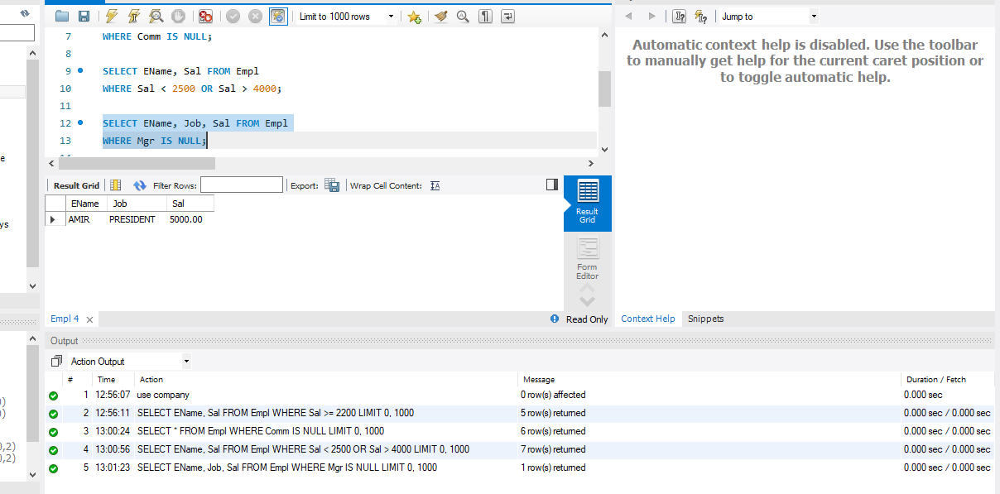 Limit to 1000 rows
Jump to
7 WHERE Comm IS NULL;
8
9 SELECT EName, Sal FROM Empl
10 WHERE Sal < 2500 OR Sal > 4000;
11
12 SELECT EName, Job, Sal FROM Empl
13 WHERE Mgr IS NULL;
Automatic context help is disabled. Use the toolbar
to manually get help for the current caret position or
to toggle automatic help.
e
ys
Result Grid Filter Rows: Export: Wrap Cell Content:
EName Job Sal
AMIR PRESIDENT 5000.00
Result
Grid
Form
Editor
Empl 4
Read Only
Context Help Snippets
Output
Action Output
# Time Action Message Duration / Fetch
1 12:56:07 use company 0 row(s) affected 0.000 sec
2 12:56:11 SELECT EName, Sal FROM Empl WHERE Sal >= 2200 LIMIT 0, 1000 5 row(s) returned 0.000 sec / 0.000 sec
3 13:00:24 SELECT * FROM Empl WHERE Comm IS NULL LIMIT 0, 1000 6 row(s) returned 0.000 sec / 0.000 sec
4 13:00:56 SELECT EName, Sal FROM Empl WHERE Sal < 2500 OR Sal > 4000 LIMIT 0, 1000 7 row(s) returned 0.000 sec / 0.000 sec
5 13:01:23 SELECT EName, Job, Sal FROM Empl WHERE Mgr IS NULL LIMIT 0, 1000 1 row(s) returned 0.000 sec / 0.000 sec